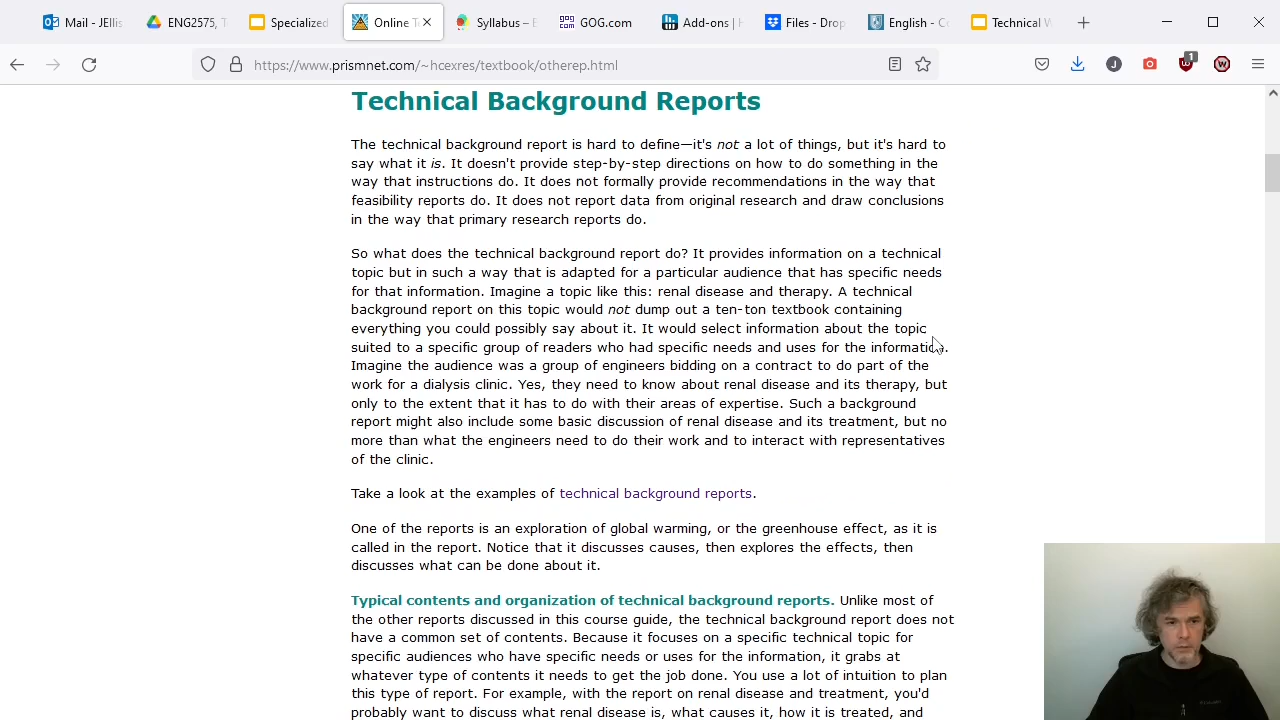 Mail - JEllis
ENG2575, T
Specialized
Online T
Syllabus – E
GOG.com
Add-ons | H
Files - Drop
English - C
Technical W
https://www.prismnet.com/~hcexres/textbook/otherep.html
1
Technical Background Reports
The technical background report is hard to define—it's not a lot of things, but it's hard to
say what it is. It doesn't provide step-by-step directions on how to do something in the
way that instructions do. It does not formally provide recommendations in the way that
feasibility reports do. It does not report data from original research and draw conclusions
in the way that primary research reports do.
So what does the technical background report do? It provides information on a technical
topic but in such a way that is adapted for a particular audience that has specific needs
for that information. Imagine a topic like this: renal disease and therapy. A technical
background report on this topic would not dump out a ten-ton textbook containing
everything you could possibly say about it. It would select information about the topic
suited to a specific group of readers who had specific needs and uses for the information.
Imagine the audience was a group of engineers bidding on a contract to do part of the
work for a dialysis clinic. Yes, they need to know about renal disease and its therapy, but
only to the extent that it has to do with their areas of expertise. Such a background
report might also include some basic discussion of renal disease and its treatment, but no
more than what the engineers need to do their work and to interact with representatives
of the clinic.
Take a look at the examples of technical background reports.
One of the reports is an exploration of global warming, or the greenhouse effect, as it is
called in the report. Notice that it discusses causes, then explores the effects, then
discusses what can be done about it.
Typical contents and organization of technical background reports. Unlike most of
the other reports discussed in this course guide, the technical background report does not
have a common set of contents. Because it focuses on a specific technical topic for
specific audiences who have specific needs or uses for the information, it grabs at
whatever type of contents it needs to get the job done. You use a lot of intuition to plan
this type of report. For example, with the report on renal disease and treatment, you'd
probably want to discuss what renal disease is, what causes it, how it is treated, and